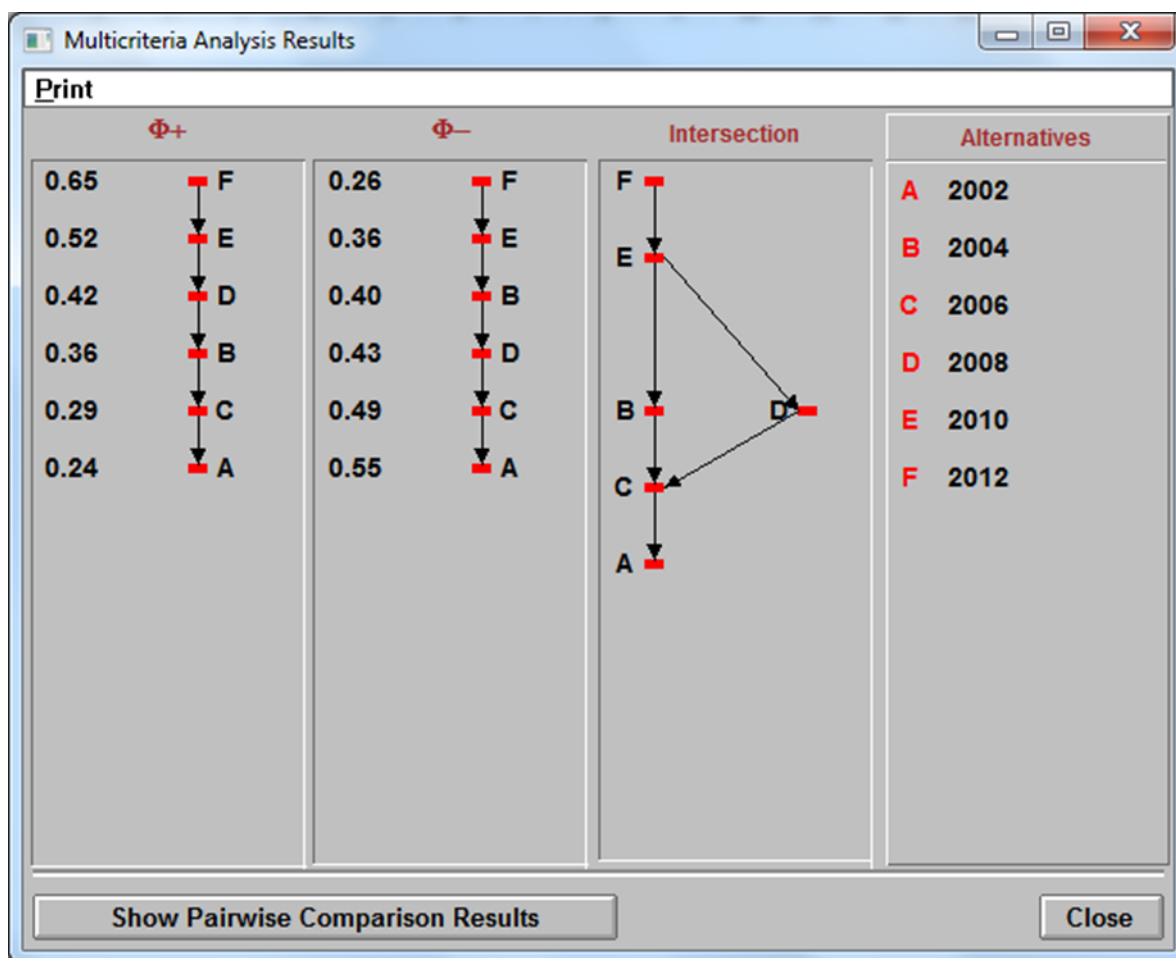 Multicriteria Analysis Results
Print
Φ+ Φ− Intersection Alternatives
0.65 F 0.26 F F A 2002
0.52 E 0.36 E E B 2004
0.42 D 0.40 B C 2006
0.36 B 0.43 D D 2008
0.29 C 0.49 C B D E 2010
0.24 A 0.55 A C F 2012
A
Show Pairwise Comparison Results Close